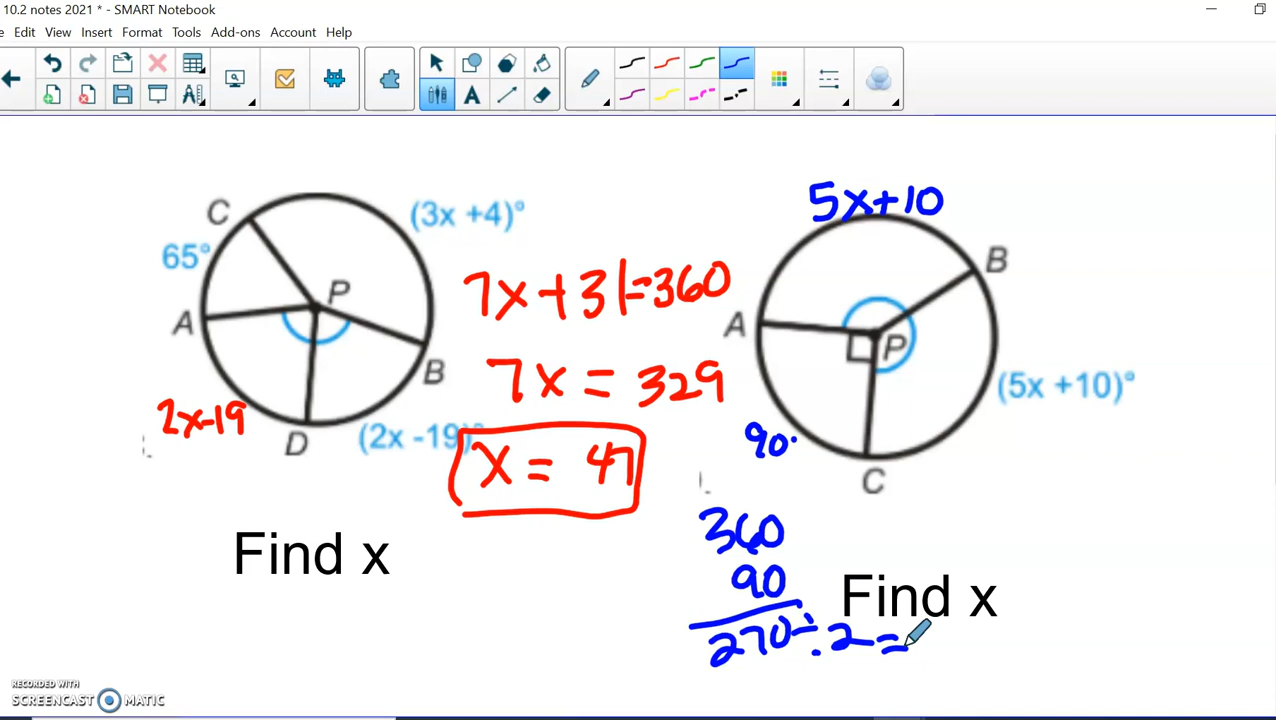 10.2 notes 2021 * - SMART Notebook
Edit View Insert Format Tools Add-ons Account Help
C
(3x +4)°
65°
P
A
B
2x-19
D
(2x -19)°
7x+31=360
7x = 329
x = 47
Find x
5x+10
B
A
P
(5x +10)°
90°
C
360
90
270÷2=
Find x
RECORDED WITH
SCREENCAST MATIC